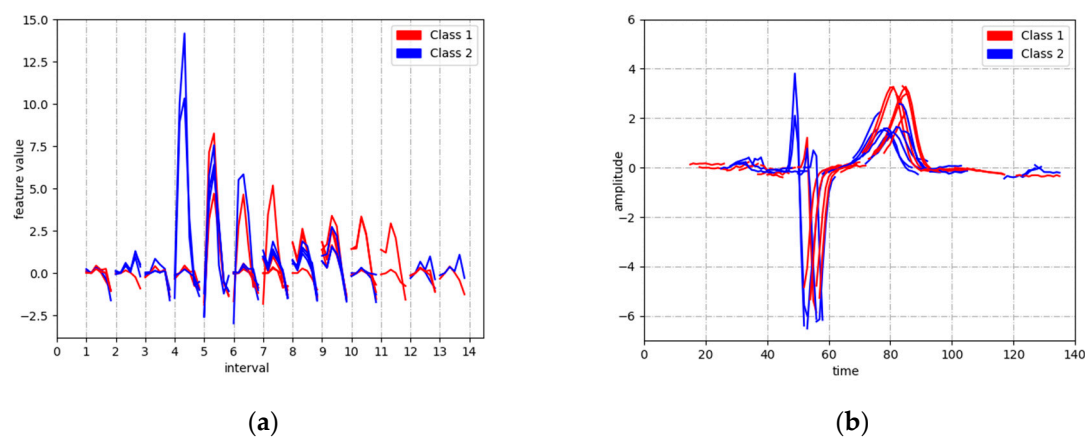 15.0
12.5
10.0
7.5
5.0
2.5
0.0
−2.5
feature value
0 1 2 3 4 5 6 7 8 9 10 11 12 13 14
interval
Class 1
Class 2
(a)
6
4
2
0
−2
−4
−6
amplitude
0 20 40 60 80 100 120 140
time
Class 1
Class 2
(b)